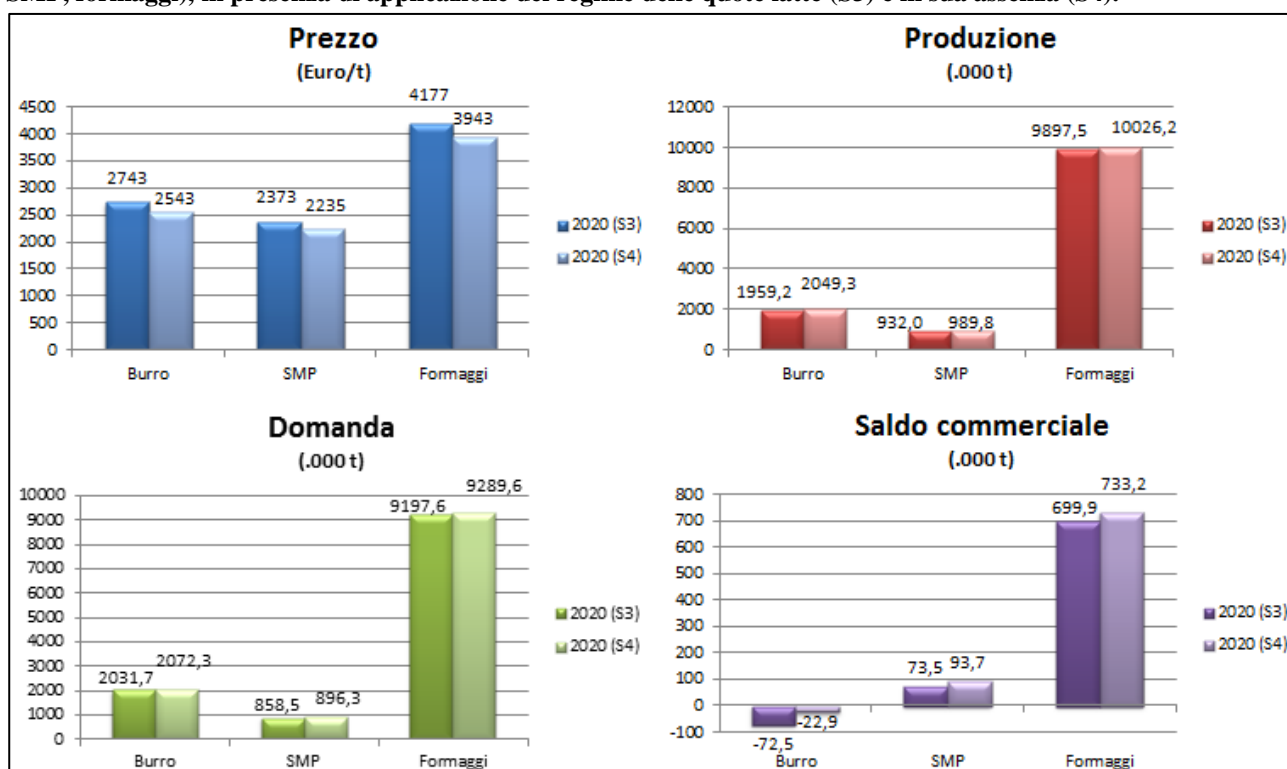 SMP, formaggi), in presenza di applicazione del regime delle quote latte (S3) e in sua assenza (S4).
Prezzo
(Euro/t)
4500
4000
3500
3000
2500
2000
1500
1000
500
0
2743
2543
2373
2235
4177
3943
Burro
SMP
Formaggi
2020 (S3)
2020 (S4)
Produzione
(.000 t)
12000
10000
8000
6000
4000
2000
0
1959,2
2049,3
932,0
989,8
9897,5
10026,2
Burro
SMP
Formaggi
2020 (S3)
2020 (S4)
Domanda
(.000 t)
10000
9000
8000
7000
6000
5000
4000
3000
2000
1000
0
2031,7
2072,3
858,5
896,3
9197,6
9289,6
Burro
SMP
Formaggi
2020 (S3)
2020 (S4)
Saldo commerciale
(.000 t)
800
700
600
500
400
300
200
100
0
-100
-72,5
-22,9
73,5
93,7
699,9
733,2
Burro
SMP
Formaggi
2020 (S3)
2020 (S4)